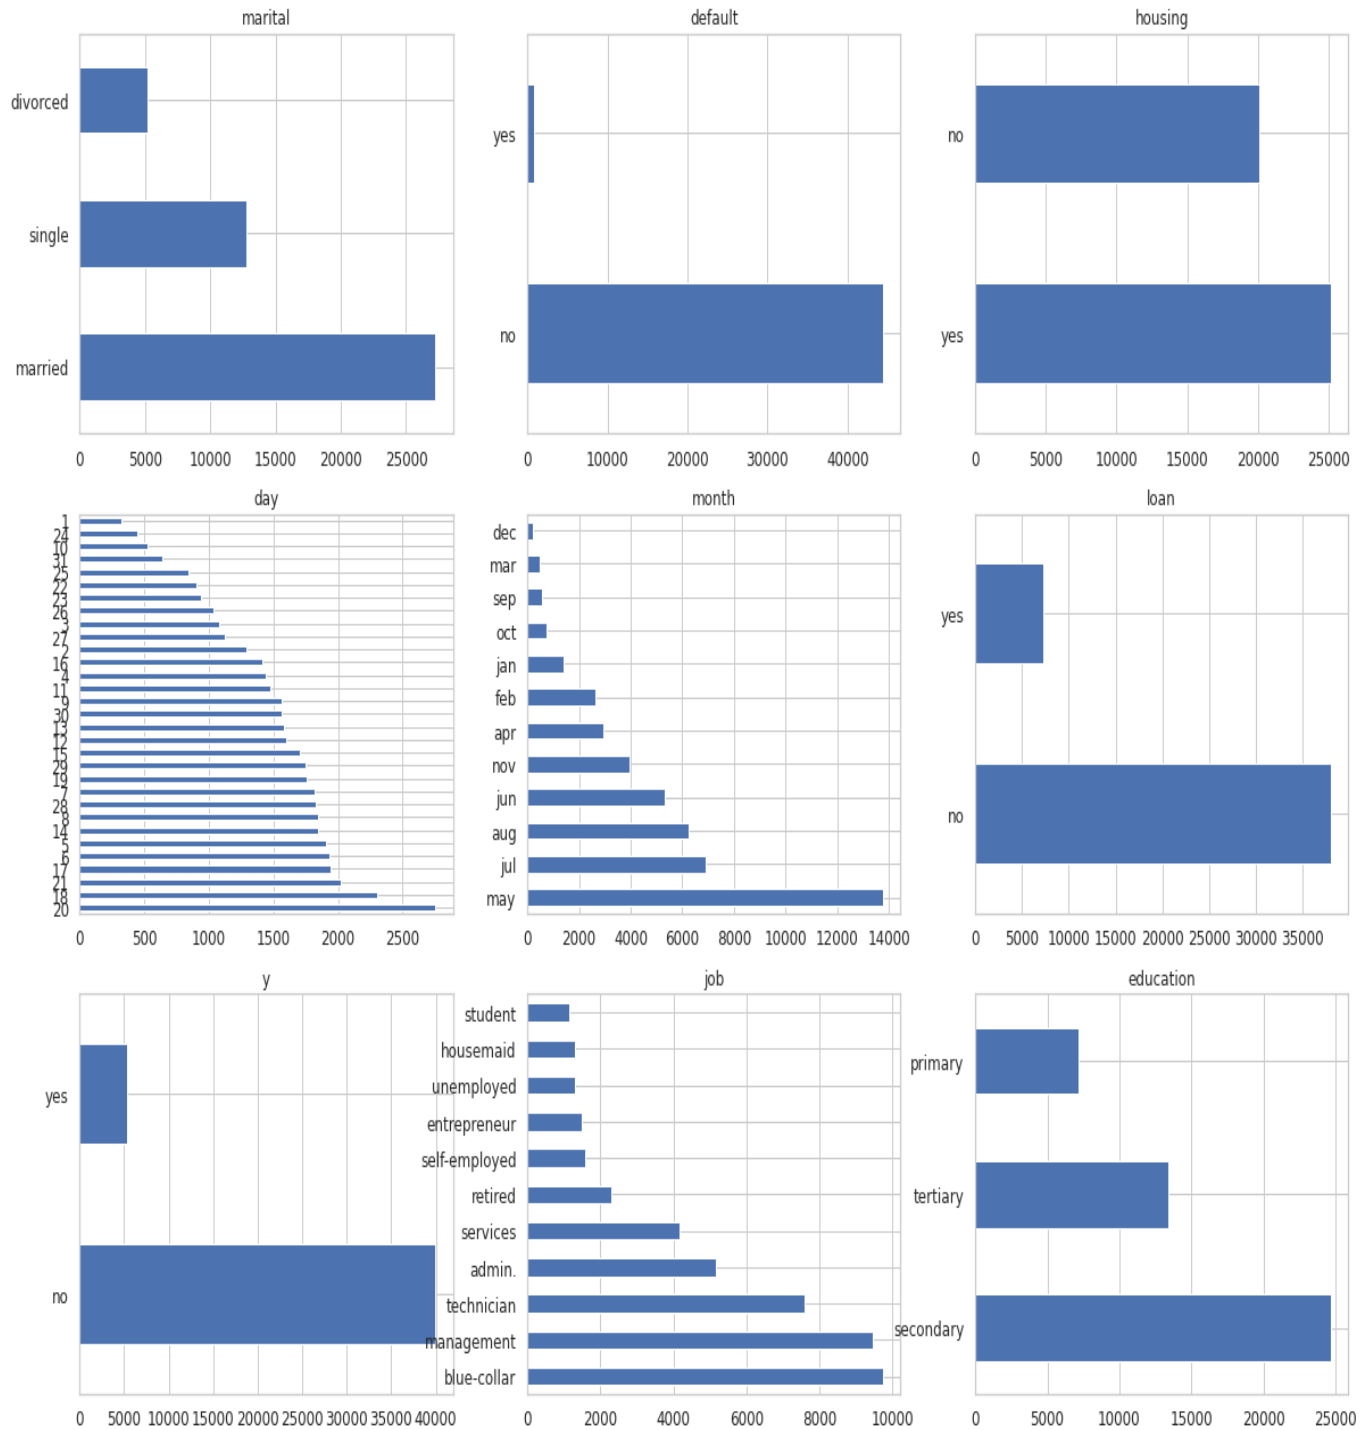 marital
divorced
single
married
0 5000 10000 15000 20000 25000
default
yes
no
10000 20000 30000 40000
housing
no
yes
0 5000 10000 15000 20000 25000
day
1
24
10
31
25
22
23
26
3
27
2
16
4
11
9
30
13
12
15
29
19
7
28
8
14
5
6
17
21
18
20
0 500 1000 1500 2000 2500
month
dec
mar
sep
oct
jan
feb
apr
nov
jun
aug
jul
may
0 2000 4000 6000 8000 10000 12000 14000
loan
yes
no
0 5000 10000 15000 20000 25000 30000 35000
y
yes
no
0 5000 10000 15000 20000 25000 30000 35000 40000
job
student
housemaid
unemployed
entrepreneur
self-employed
retired
services
admin.
technician
management
blue-collar
0 2000 4000 6000 8000 10000
education
primary
tertiary
secondary
0 5000 10000 15000 20000 25000